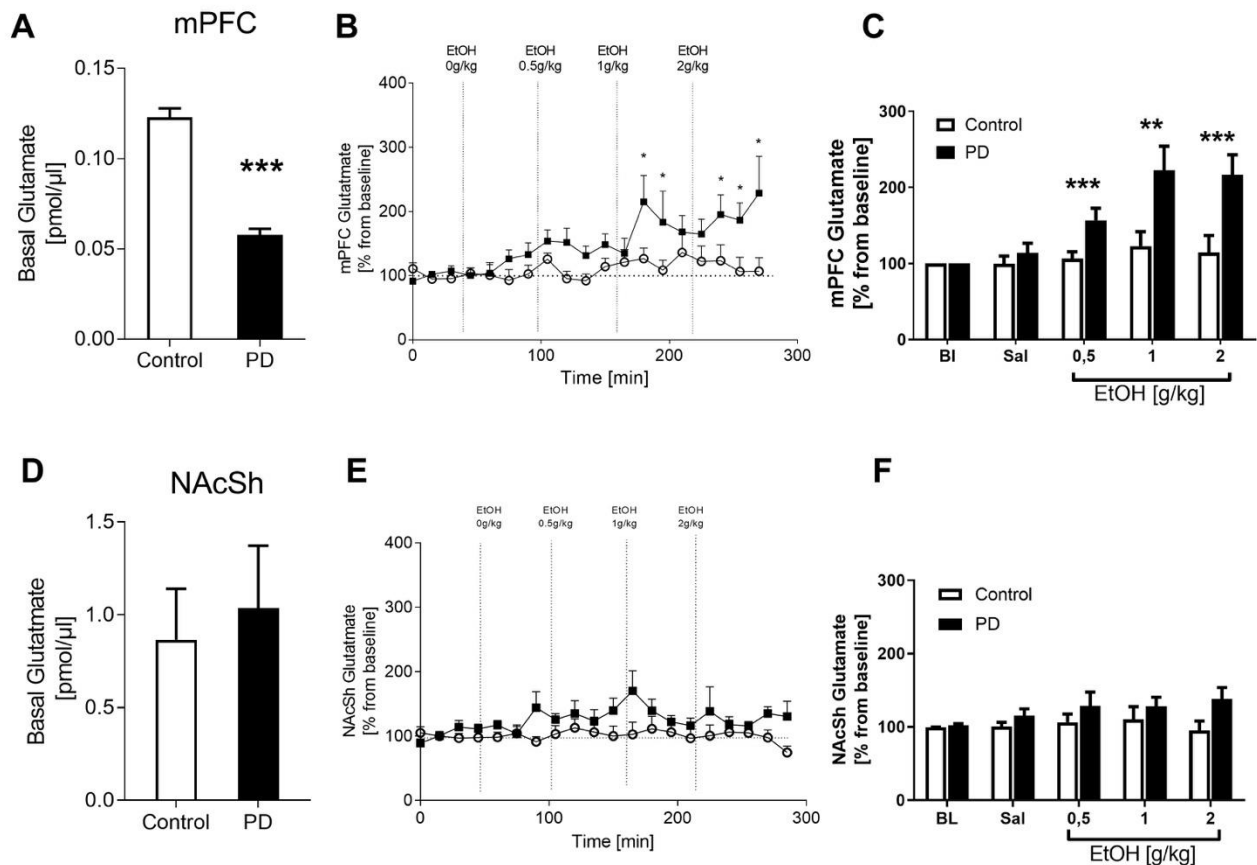 A
mPFC
Basal Glutamate
[pmol/µl]
0.15
0.10
0.05
0.00
***
Control
PD
B
EtOH
0g/kg
EtOH
0.5g/kg
EtOH
1g/kg
EtOH
2g/kg
mPFC Glutatmate
[% from baseline]
400
300
200
100
0
*
*
*
*
*
0
100
200
300
Time [min]
C
Control
PD
mPFC Glutamate
[% from baseline]
300
200
100
0
***
**
***
Bl
Sal
0,5
1
2
EtOH [g/kg]
D
NAcSh
Basal Glutatmate
[pmol/µl]
1.5
1.0
0.5
0.0
Control
PD
E
EtOH
0g/kg
EtOH
0.5g/kg
EtOH
1g/kg
EtOH
2g/kg
NAcSh Glutatmate
[% from baseline]
400
300
200
100
0
0
100
200
300
Time [min]
F
Control
PD
NAcSh Glutamate
[% from baseline]
300
200
100
0
BL
Sal
0,5
1
2
EtOH [g/kg]